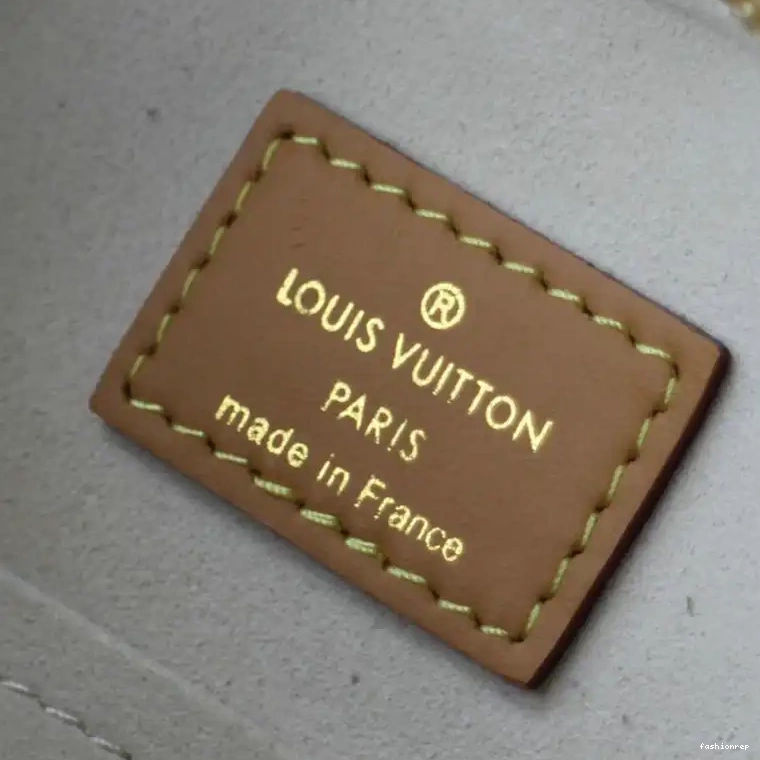 ®
LOUIS VUITTON
PARIS
made in France
fashionrep